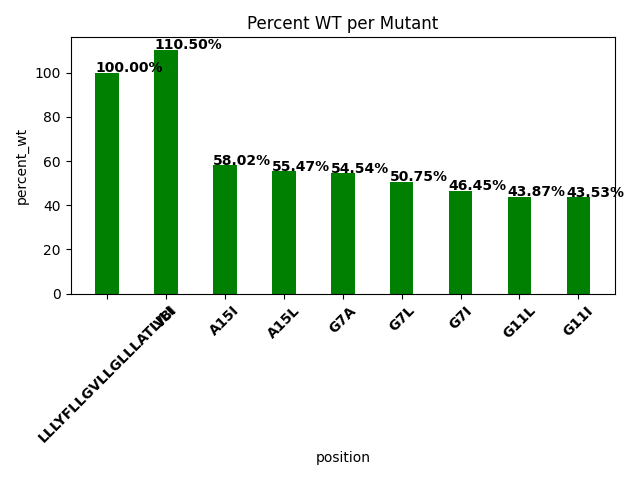 Percent WT per Mutant
100.00%
110.50%
58.02%
55.47%
54.54%
50.75%
46.45%
43.87%
43.53%
percent_wt
100
80
60
40
20
0
V8I
A15I
A15L
G7A
G7L
G7I
G11L
G11I
position